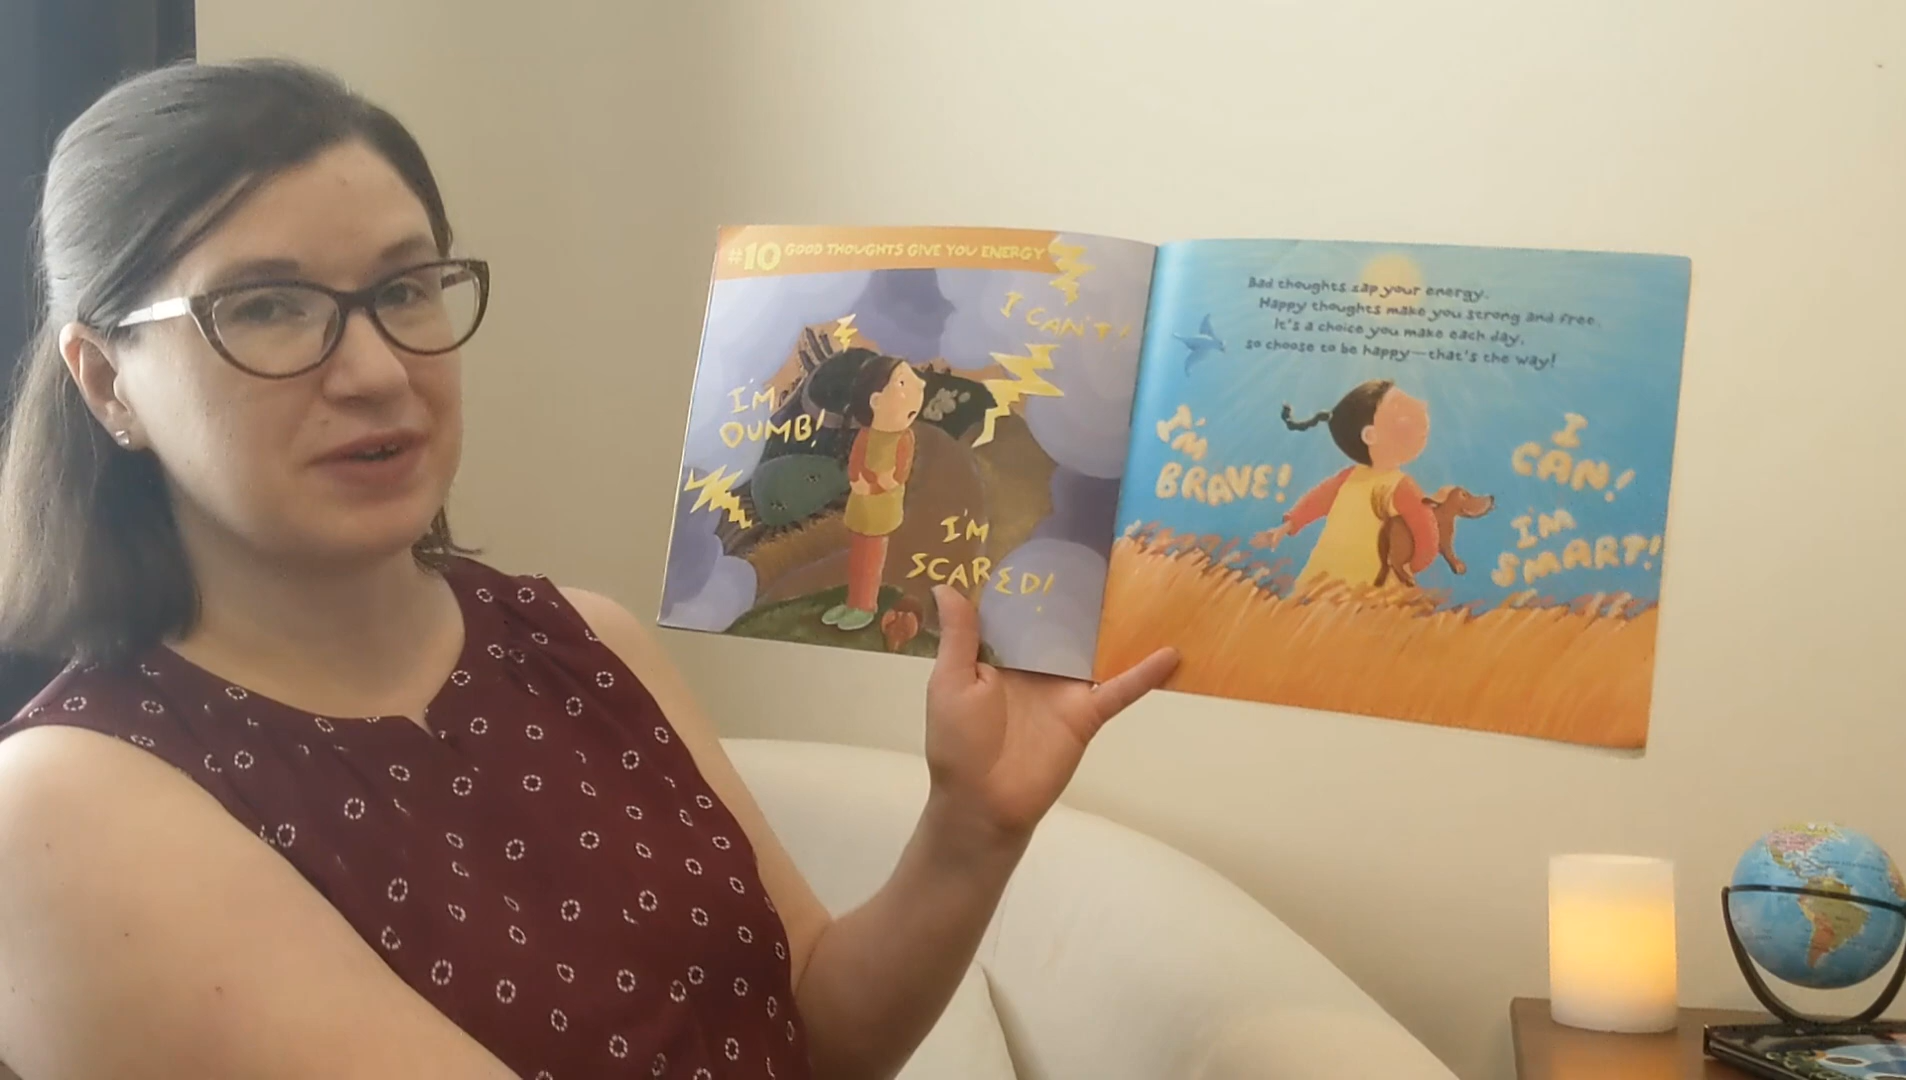 #10 GOOD THOUGHTS GIVE YOU ENERGY
I CAN'T!
I'M
DUMB!
I'M
SCARED!
Bad thoughts zap your energy.
Happy thoughts make you strong and free.
It's a choice you make each day,
so choose to be happy—that's the way!
I'M
BRAVE!
I
CAN!
I'M
SMART!